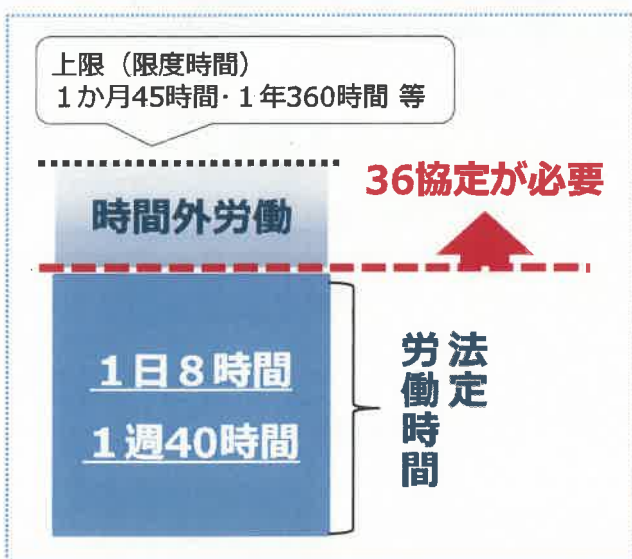 上限（限度時間）
１か月45時間･１年360時間 等
36協定が必要
時間外労働
１日８時間
１週40時間
法定
労働時間